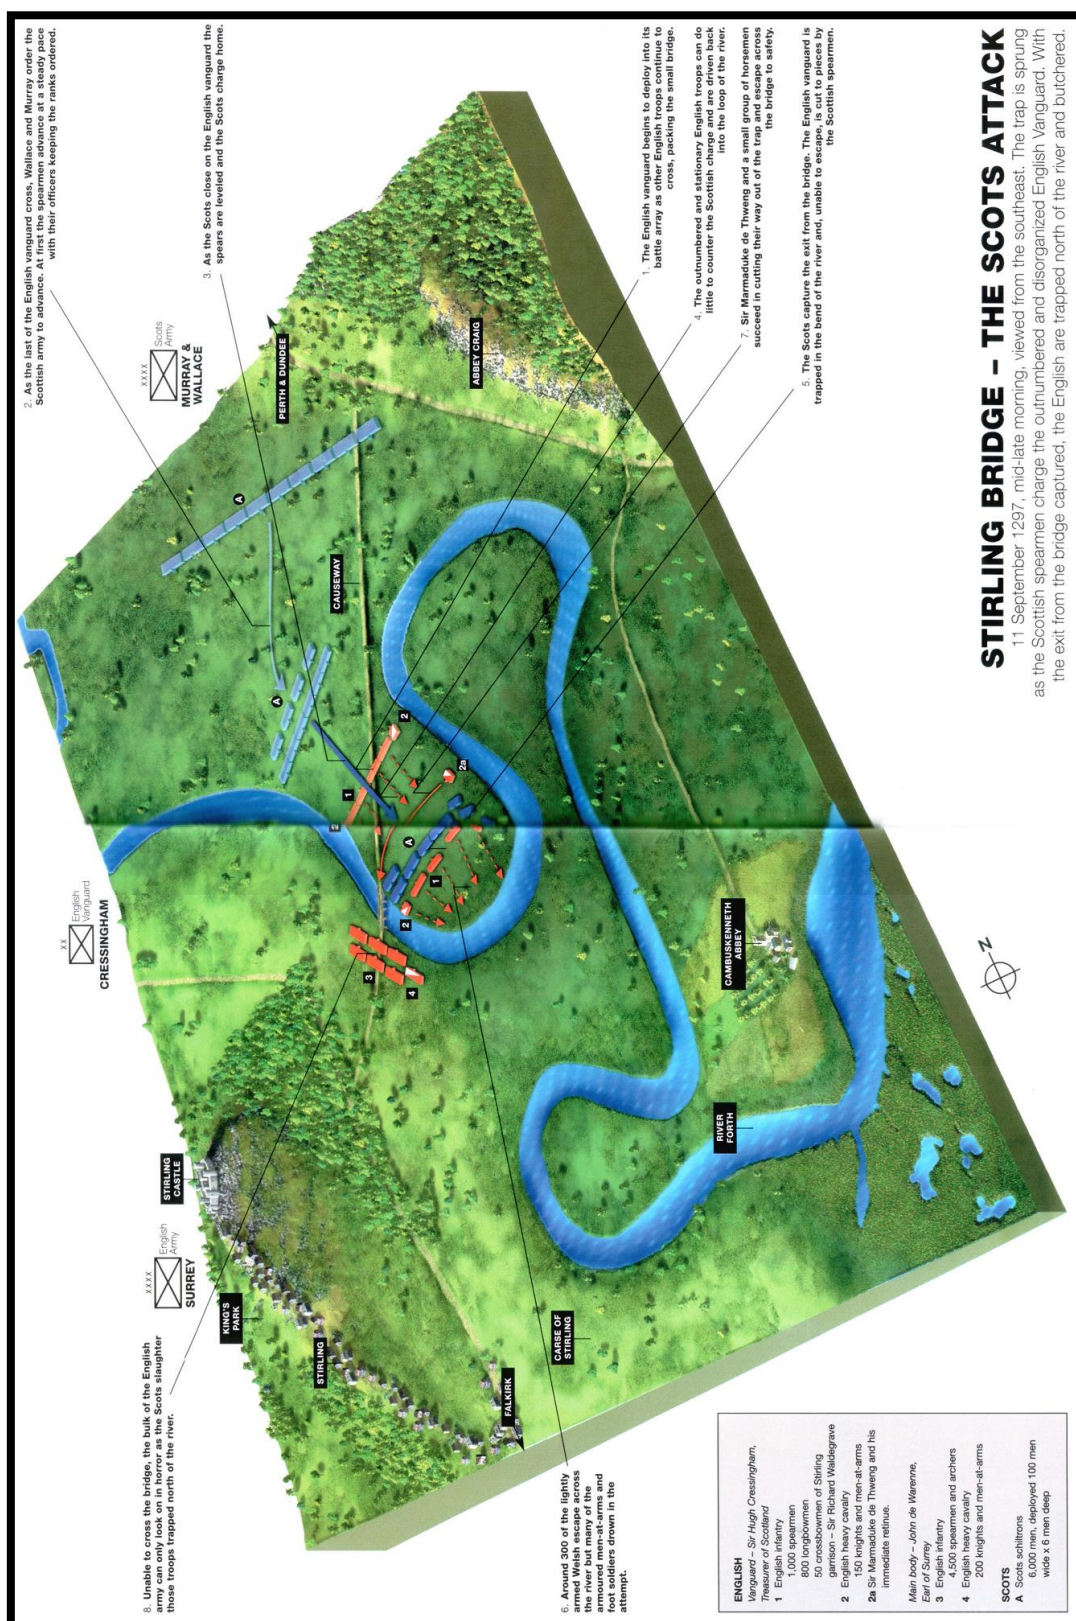 8. Unable to cross the bridge, the bulk of the English
army can only look on in horror as the Scots slaughter
those troops trapped north of the river.
XXXX
English
Army
SURREY
XX
English
Vanguard
CRESSINGHAM
XXXX
Scots
Army
MURRAY &
WALLACE
2. As the last of the English vanguard cross, Wallace and Murray order the
Scottish army to advance. At first the spearmen advance at a steady pace
with their officers keeping the ranks ordered.
3. As the Scots close on the English vanguard the
spears are leveled and the Scots charge home.
STIRLING
CASTLE
KING'S
PARK
STIRLING
FALKIRK
CARSE OF
STIRLING
PERTH & DUNDEE
CAUSEWAY
ABBEY CRAIG
A
A
A
1
2
2
2a
1
2
3
4
RIVER
FORTH
CAMBUSKENNETH
ABBEY
N
6. Around 300 of the lightly
armed Welsh escape across
the river but many of the
armoured men-at-arms and
foot soldiers drown in the
attempt.
1. The English vanguard begins to deploy into its
battle array as other English troops continue to
cross, packing the small bridge.
4. The outnumbered and stationary English troops can do
little to counter the Scottish charge and are driven back
into the loop of the river.
7. Sir Marmaduke de Thweng and a small group of horsemen
succeed in cutting their way out of the trap and escape across
the bridge to safety.
5. The Scots capture the exit from the bridge. The English vanguard is
trapped in the bend of the river and, unable to escape, is cut to pieces by
the Scottish spearmen.
ENGLISH
Vanguard – Sir Hugh Cressingham,
Treasurer of Scotland
1 English infantry
1,000 spearmen
800 longbowmen
50 crossbowmen of Stirling
garrison – Sir Richard Waldegrave
2 English heavy cavalry
150 knights and men-at-arms
2a Sir Marmaduke de Thweng and his
immediate retinue.
Main body – John de Warenne,
Earl of Surrey
3 English infantry
4,500 spearmen and archers
4 English heavy cavalry
200 knights and men-at-arms
SCOTS
A Scots schiltrons
6,000 men, deployed 100 men
wide x 6 men deep
STIRLING BRIDGE – THE SCOTS ATTACK
11 September 1297, mid-late morning, viewed from the southeast. The trap is sprung
as the Scottish spearmen charge the outnumbered and disorganized English Vanguard. With
the exit from the bridge captured, the English are trapped north of the river and butchered.